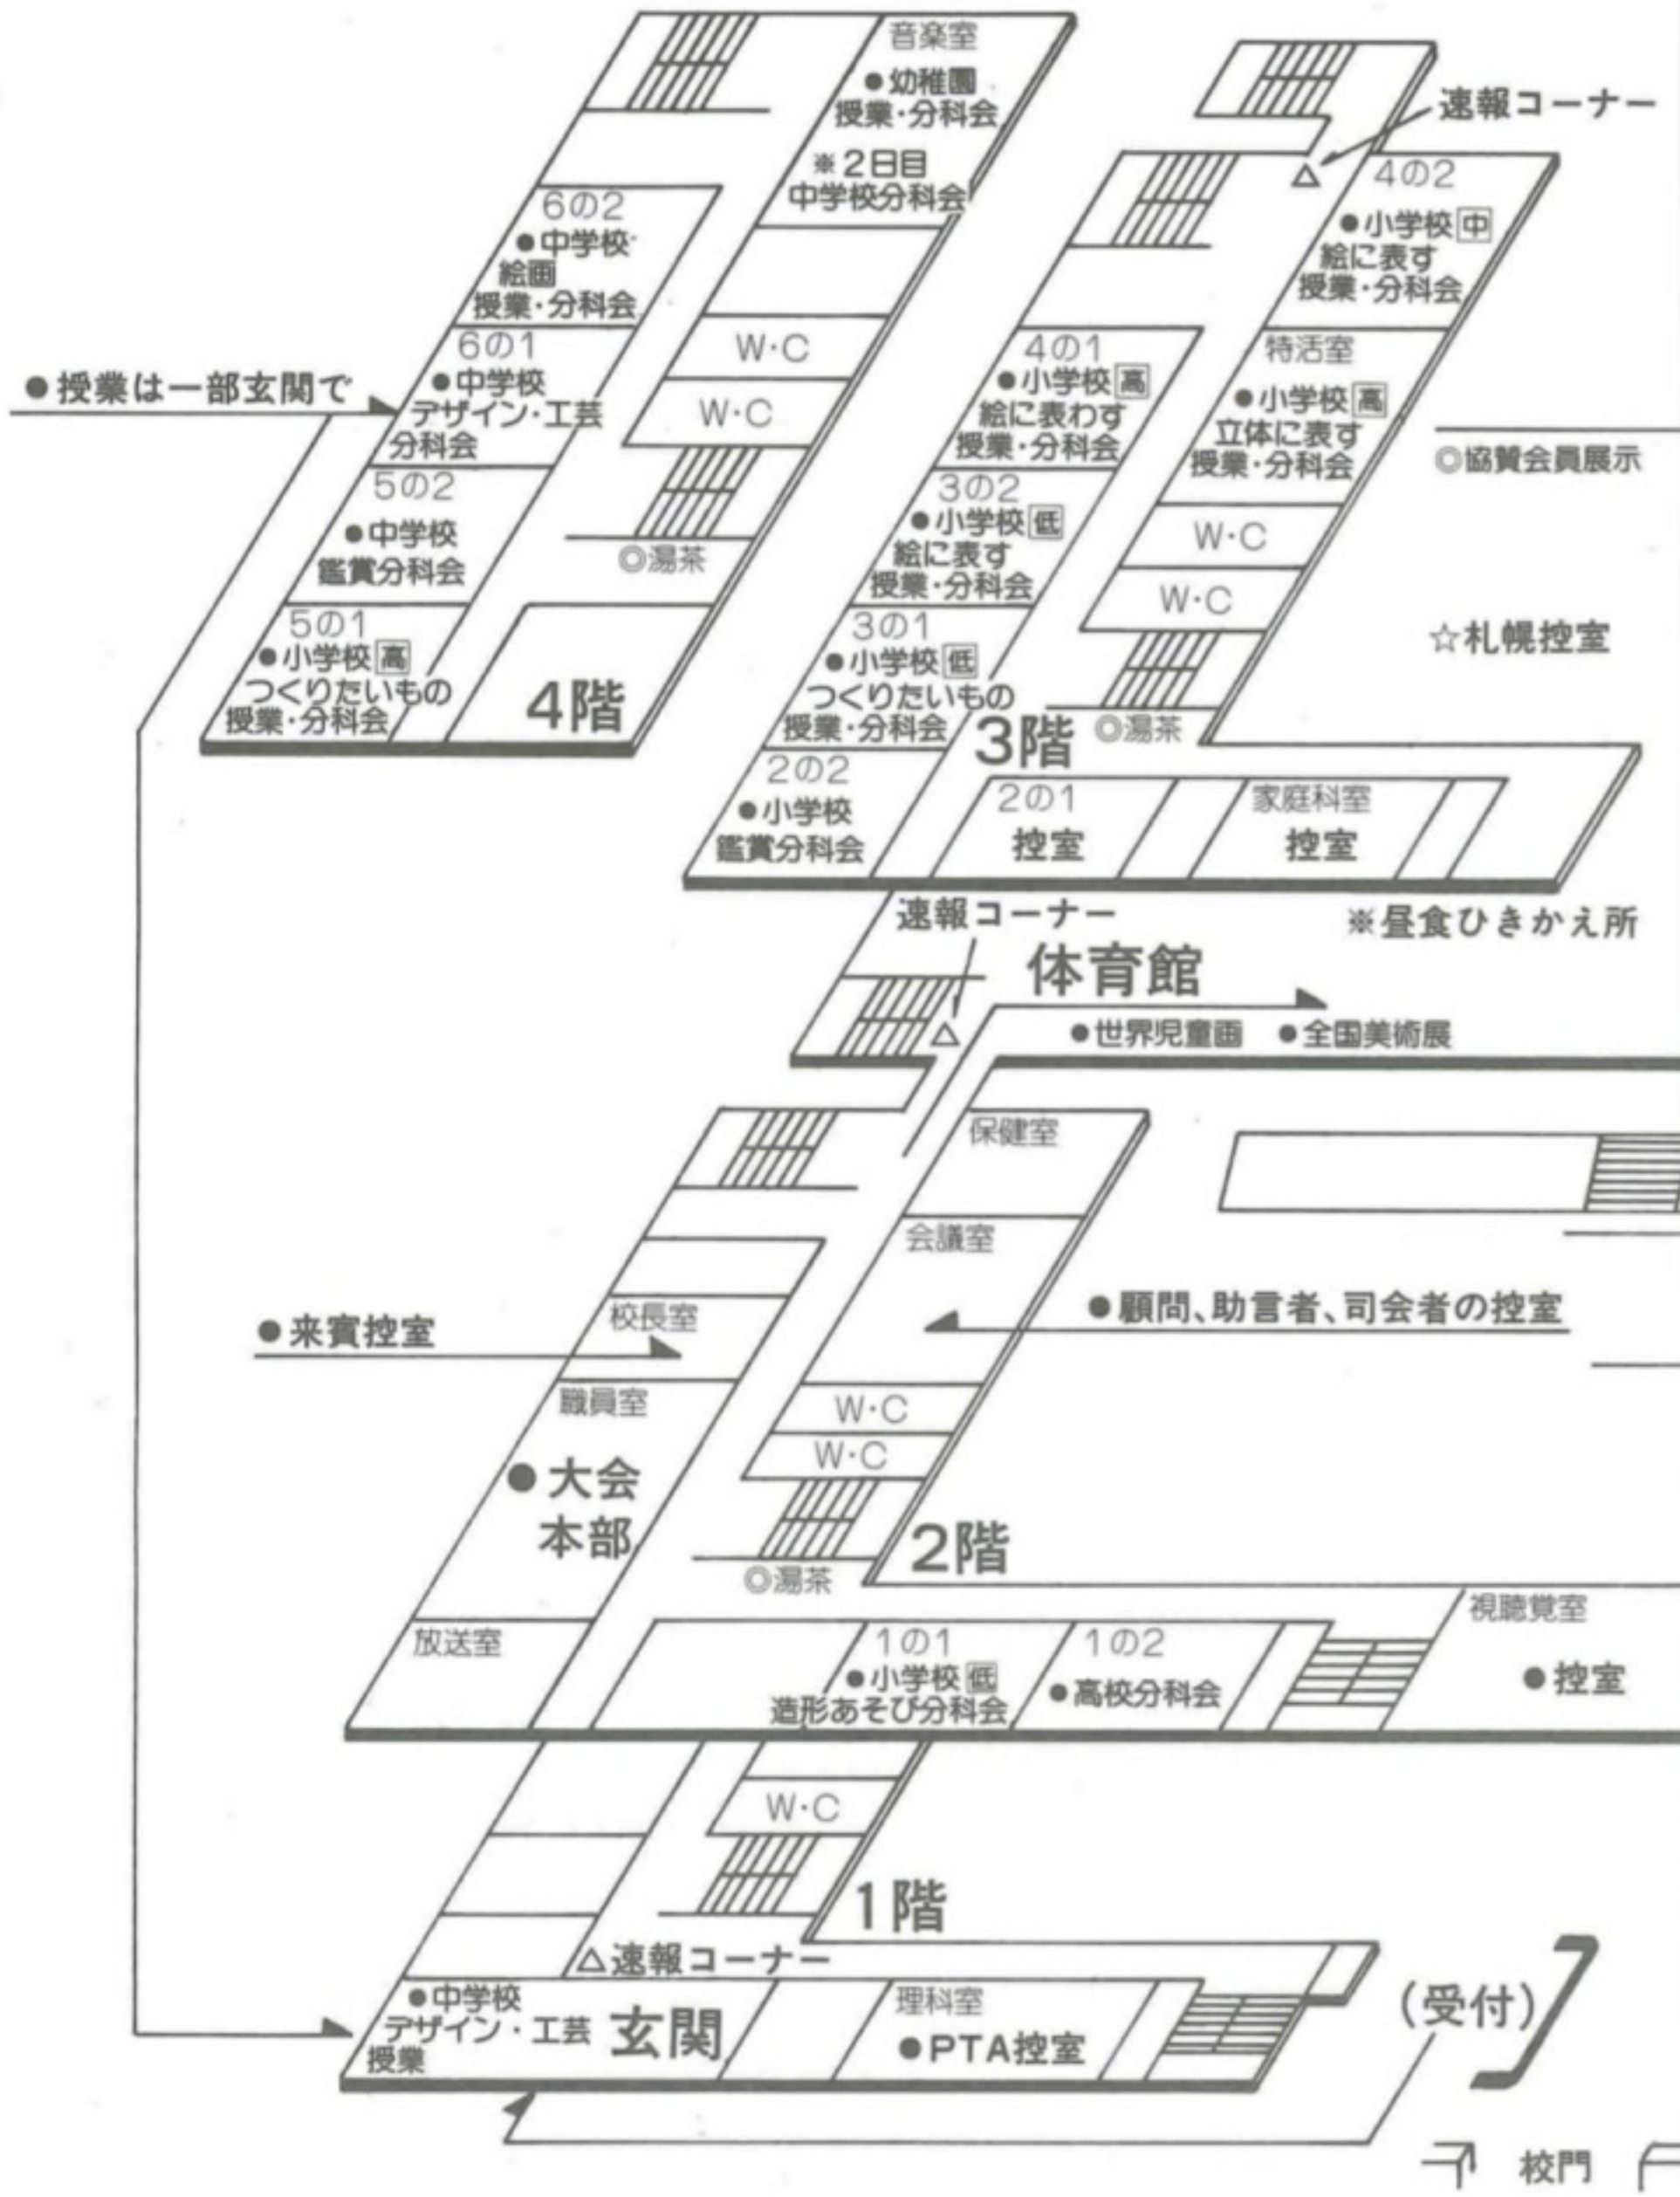 音楽室
●幼稚園
授業・分科会
※2日目
中学校分科会
6の2
●中学校
絵画
授業・分科会
6の1
●中学校
デザイン・工芸
分科会
●授業は一部玄関で
5の2
●中学校
鑑賞分科会
5の1
●小学校高
つくりたいもの
授業・分科会
W・C
W・C
◎湯茶
4階
速報コーナー
△
4の2
●小学校中
絵に表す
授業・分科会
特活室
●小学校高
立体に表す
授業・分科会
4の1
●小学校高
絵に表わす
授業・分科会
3の2
●小学校低
絵に表す
授業・分科会
3の1
●小学校低
つくりたいもの
授業・分科会
2の2
●小学校
鑑賞分科会
W・C
W・C
◎湯茶
3階
2の1
控室
家庭科室
控室
◎協賛会員展示
☆札幌控室
※昼食ひきかえ所
速報コーナー
△
体育館
●世界児童画 ●全国美術展
保健室
会議室
●顧問、助言者、司会者の控室
校長室
●来賓控室
職員室
●大会
本部
放送室
W・C
W・C
◎湯茶
2階
1の1
●小学校低
造形あそび分科会
1の2
●高校分科会
視聴覚室
●控室
W・C
1階
△速報コーナー
●中学校
デザイン・工芸
授業
玄関
理科室
●PTA控室
(受付)
校門